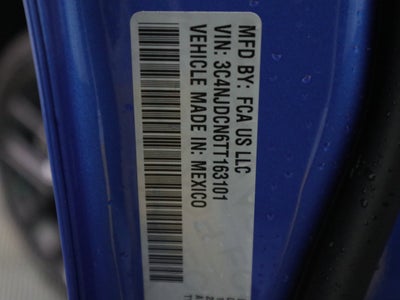 MFD BY: FCA US LLC
VIN: 3C4NJDCN6TT163101
VEHICLE MADE IN: MEXICO